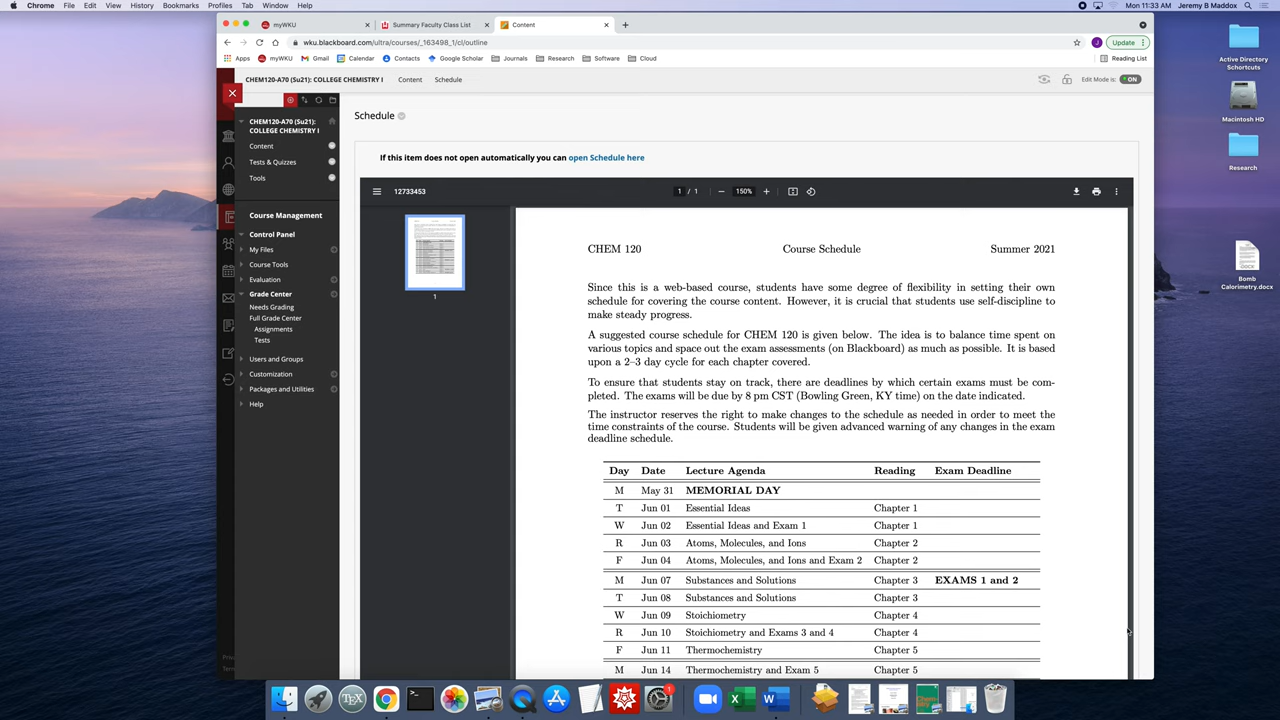 Chrome File Edit View History Bookmarks Profiles Tab Window Help
Mon 11:33 AM Jeremy B Maddox
myWKU
Summary Faculty Class List
Content
wku.blackboard.com/ultra/courses/_163498_1/cl/outline
J Update
Apps myWKU Gmail Calendar Contacts Google Scholar Journals Research Software Cloud Reading List
CHEM120-A70 (Su21): COLLEGE CHEMISTRY I Content Schedule
Edit Mode is: ON
CHEM120-A70 (Su21):
COLLEGE CHEMISTRY I
Content
Tests & Quizzes
Tools
Course Management
Control Panel
My Files
Course Tools
Evaluation
Grade Center
Needs Grading
Full Grade Center
Assignments
Tests
Users and Groups
Customization
Packages and Utilities
Help
Schedule
If this item does not open automatically you can open Schedule here
12733453
1 / 1
150%
1
CHEM 120 Course Schedule Summer 2021
Since this is a web-based course, students have some degree of flexibility in setting their own
schedule for covering the course content. However, it is crucial that students use self-discipline to
make steady progress.
A suggested course schedule for CHEM 120 is given below. The idea is to balance time spent on
various topics and space out the exam assessments (on Blackboard) as much as possible. It is based
upon a 2–3 day cycle for each chapter covered.
To ensure that students stay on track, there are deadlines by which certain exams must be com-
pleted. The exams will be due by 8 pm CST (Bowling Green, KY time) on the date indicated.
The instructor reserves the right to make changes to the schedule as needed in order to meet the
time constraints of the course. Students will be given advanced warning of any changes in the exam
deadline schedule.
Day Date Lecture Agenda Reading Exam Deadline
M May 31 MEMORIAL DAY
T Jun 01 Essential Ideas Chapter 1
W Jun 02 Essential Ideas and Exam 1 Chapter 1
R Jun 03 Atoms, Molecules, and Ions Chapter 2
F Jun 04 Atoms, Molecules, and Ions and Exam 2 Chapter 2
M Jun 07 Substances and Solutions Chapter 3 EXAMS 1 and 2
T Jun 08 Substances and Solutions Chapter 3
W Jun 09 Stoichiometry Chapter 4
R Jun 10 Stoichiometry and Exams 3 and 4 Chapter 4
F Jun 11 Thermochemistry Chapter 5
M Jun 14 Thermochemistry and Exam 5 Chapter 5
Active Directory
Schortcuts
Macintosh HD
Research
DOCX
Bomb
Calorimetry.docx
TEX
1